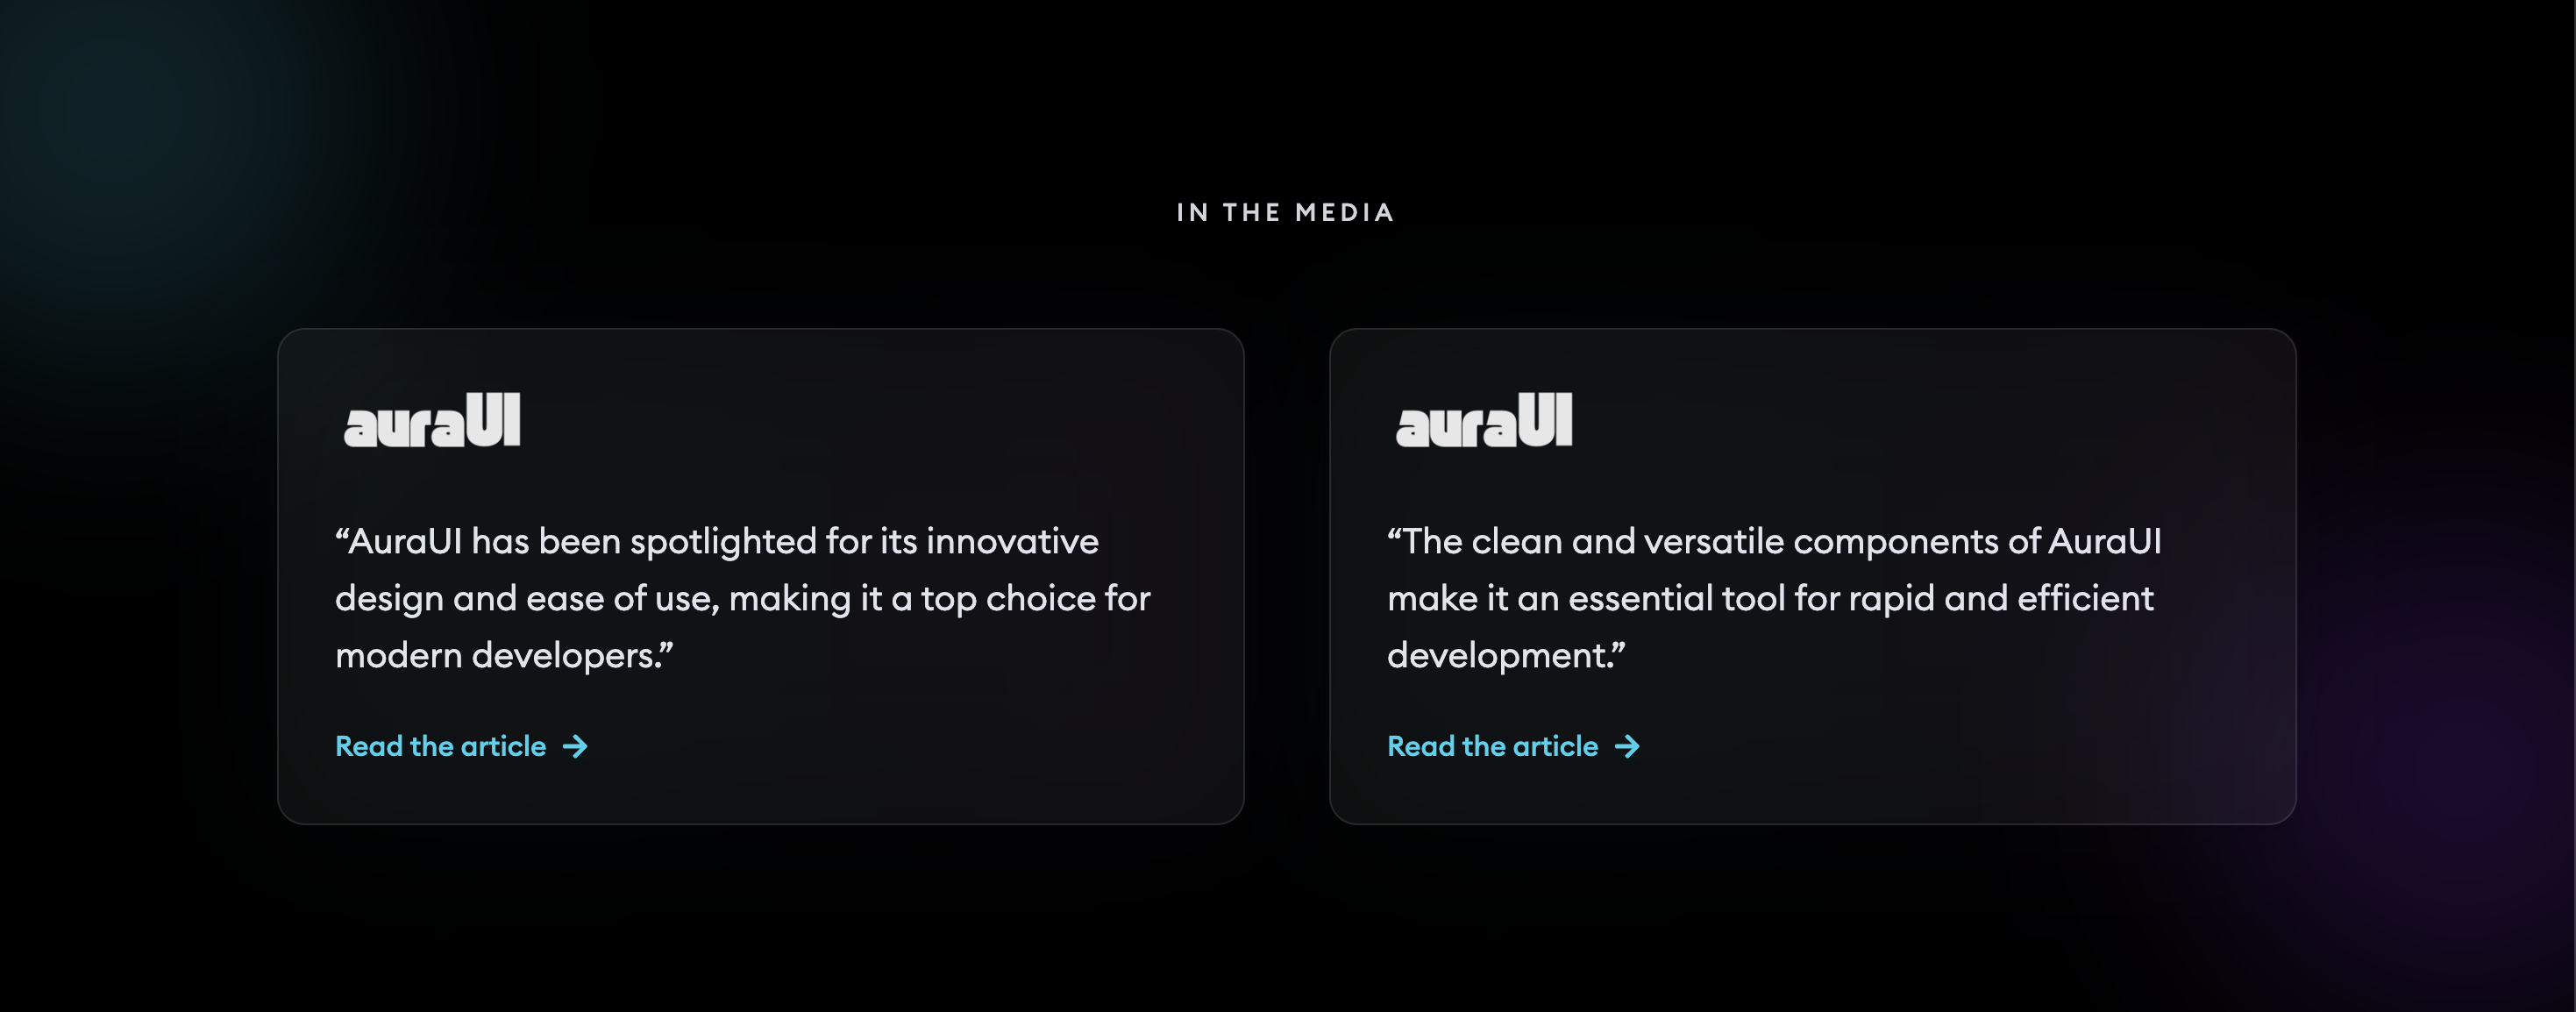 IN THE MEDIA
auraUI
“AuraUI has been spotlighted for its innovative
design and ease of use, making it a top choice for
modern developers.”
Read the article →
auraUI
“The clean and versatile components of AuraUI
make it an essential tool for rapid and efficient
development.”
Read the article →